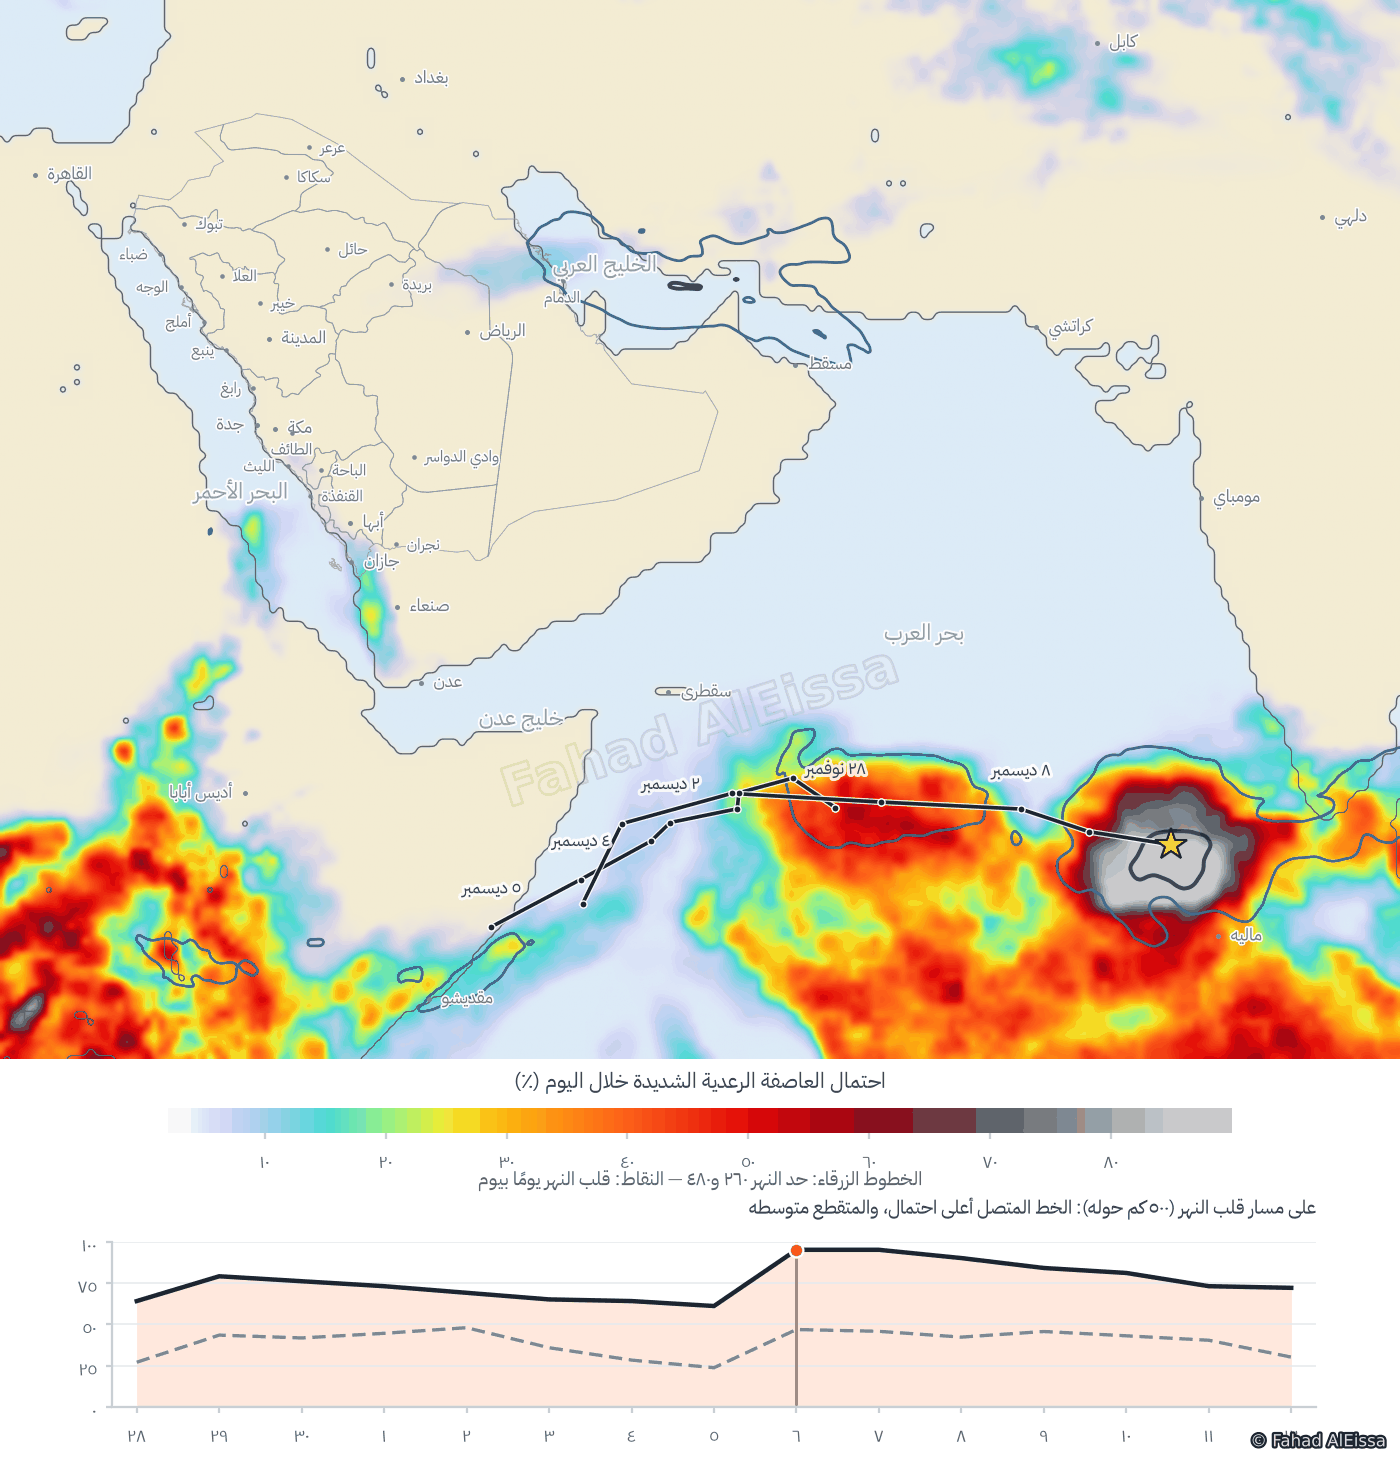 كابل
بغداد
عرعر
القاهرة
سكاكا
دلهي
تبوك
ضباء
حائل
الخليج العربي
العلا
الوجه
بريدة
خيبر
الدمام
أملج
كراتشي
الرياض
المدينة
ينبع
مسقط
رابغ
جدة
مكة
الطائف
وادي الدواسر
الليث
الباحة
البحر الأحمر
القنفذة
مومباي
أبها
نجران
جازان
صنعاء
بحر العرب
عدن
سقطرى
خليج عدن
Fahad AlEissa
٢٨ نوفمبر
٨ ديسمبر
٢ ديسمبر
أديس أبابا
٤ ديسمبر
٥ ديسمبر
ماليه
مقديشو
احتمال العاصفة الرعدية الشديدة خلال اليوم (٪)
١٠ ٢٠ ٣٠ ٤٠ ٥٠ ٦٠ ٧٠ ٨٠
الخطوط الزرقاء: حد النهر ٢٦٠ و٤٨٠ — النقاط: قلب النهر يومًا بيوم
على مسار قلب النهر (٥٠٠ كم حوله): الخط المتصل أعلى احتمال، والمتقطع متوسطه
١٠٠
٧٥
٥٠
٢٥
٠
٢٨ ٢٩ ٣٠ ١ ٢ ٣ ٤ ٥ ٦ ٧ ٨ ٩ ١٠ ١١
© Fahad AlEissa